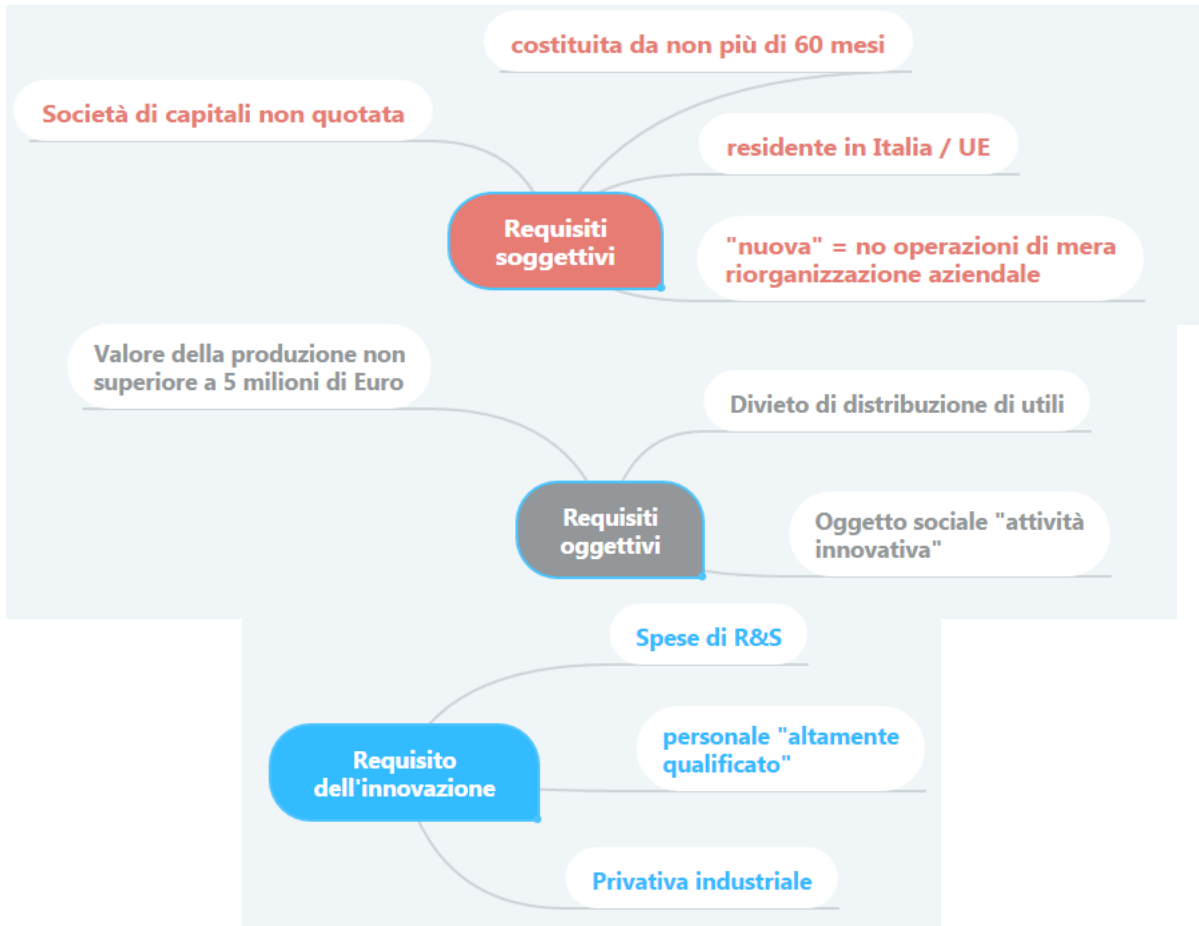 costituita da non più di 60 mesi
Società di capitali non quotata
residente in Italia / UE
Requisiti
soggettivi
"nuova" = no operazioni di mera
riorganizzazione aziendale
Valore della produzione non
superiore a 5 milioni di Euro
Divieto di distribuzione di utili
Requisiti
oggettivi
Oggetto sociale "attività
innovativa"
Spese di R&S
Requisito
dell'innovazione
personale "altamente
qualificato"
Privativa industriale